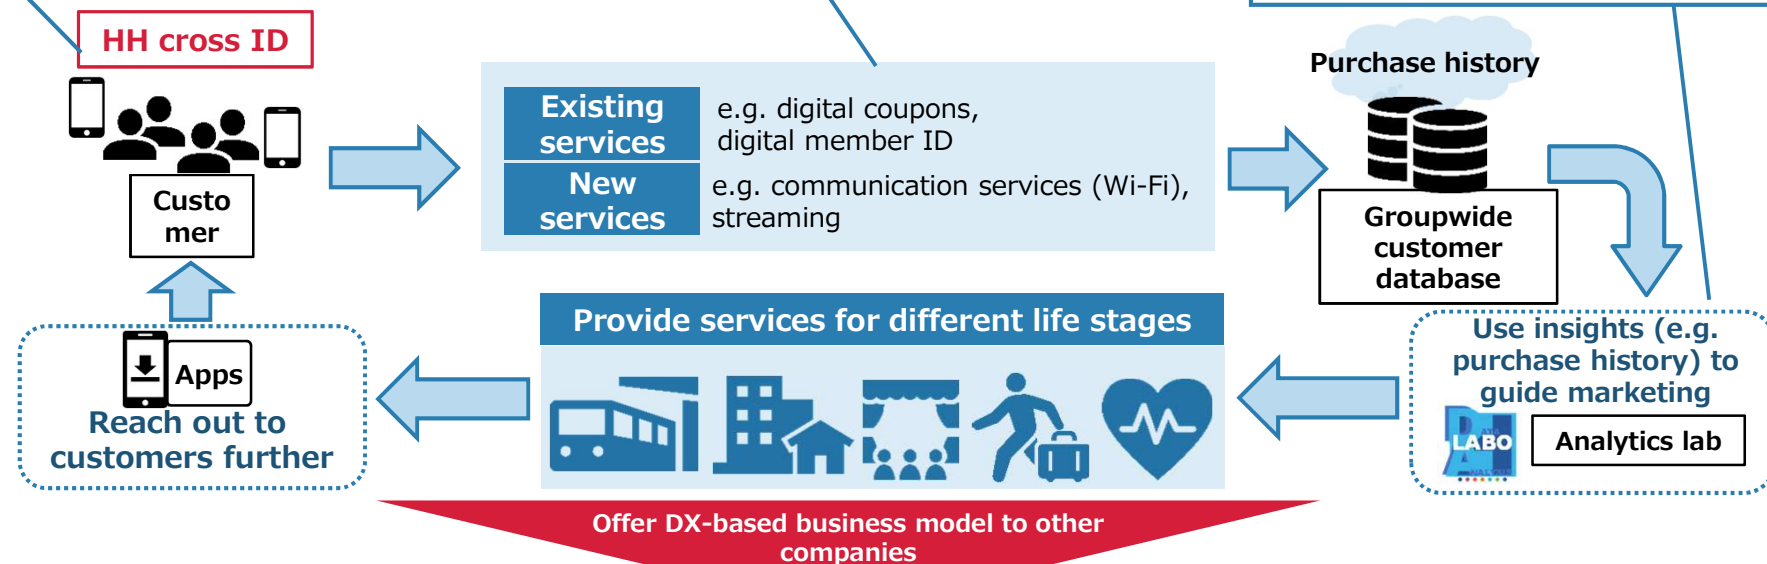 HH cross ID
Custo
mer
Existing
services
e.g. digital coupons,
digital member ID
New
services
e.g. communication services (Wi-Fi),
streaming
Purchase history
Groupwide
customer
database
Use insights (e.g.
purchase history) to
guide marketing
LABO
Analytics lab
Provide services for different life stages
Apps
Reach out to
customers further
Offer DX-based business model to other
companies